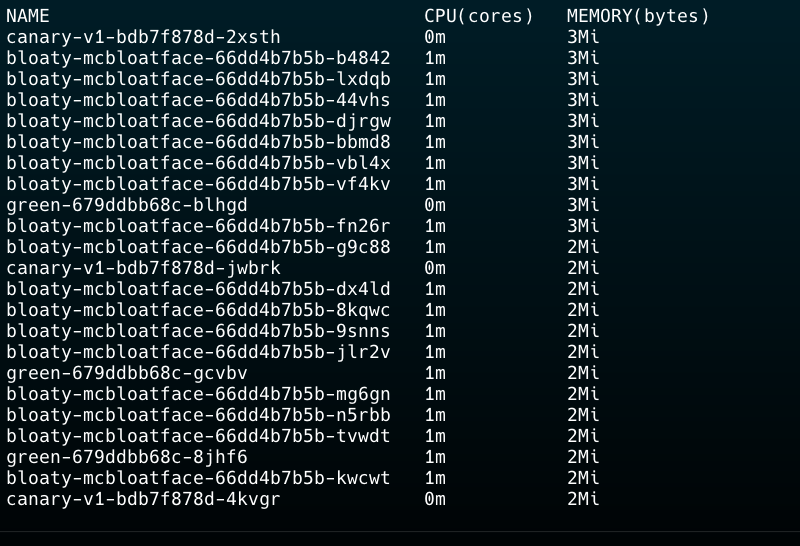 NAME CPU(cores) MEMORY(bytes)
canary-v1-bdb7f878d-2xsth 0m 3Mi
bloaty-mcbloatface-66dd4b7b5b-b4842 1m 3Mi
bloaty-mcbloatface-66dd4b7b5b-lxdqb 1m 3Mi
bloaty-mcbloatface-66dd4b7b5b-44vhs 1m 3Mi
bloaty-mcbloatface-66dd4b7b5b-djrgw 1m 3Mi
bloaty-mcbloatface-66dd4b7b5b-bbmd8 1m 3Mi
bloaty-mcbloatface-66dd4b7b5b-vbl4x 1m 3Mi
bloaty-mcbloatface-66dd4b7b5b-vf4kv 1m 3Mi
green-679ddbb68c-blhgd 0m 3Mi
bloaty-mcbloatface-66dd4b7b5b-fn26r 1m 3Mi
bloaty-mcbloatface-66dd4b7b5b-g9c88 1m 2Mi
canary-v1-bdb7f878d-jwbrk 0m 2Mi
bloaty-mcbloatface-66dd4b7b5b-dx4ld 1m 2Mi
bloaty-mcbloatface-66dd4b7b5b-8kqwc 1m 2Mi
bloaty-mcbloatface-66dd4b7b5b-9snns 1m 2Mi
bloaty-mcbloatface-66dd4b7b5b-jlr2v 1m 2Mi
green-679ddbb68c-gcvbv 1m 2Mi
bloaty-mcbloatface-66dd4b7b5b-mg6gn 1m 2Mi
bloaty-mcbloatface-66dd4b7b5b-n5rbb 1m 2Mi
bloaty-mcbloatface-66dd4b7b5b-tvwdt 1m 2Mi
green-679ddbb68c-8jhf6 1m 2Mi
bloaty-mcbloatface-66dd4b7b5b-kwcwt 1m 2Mi
canary-v1-bdb7f878d-4kvgr 0m 2Mi